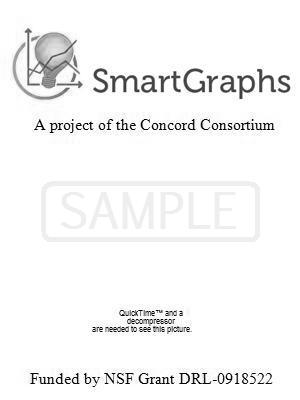 SmartGraphs
A project of the Concord Consortium
SAMPLE
QuickTime™ and a
decompressor
are needed to see this picture.
Funded by NSF Grant DRL-0918522